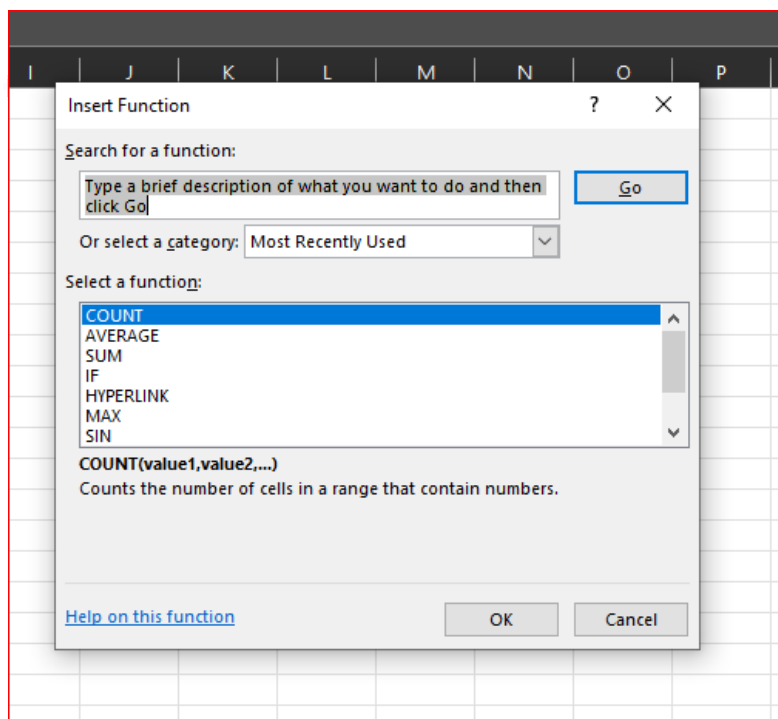 I J K L M N O P
Insert Function ? ×
Search for a function:
Type a brief description of what you want to do and then
click Go
Go
Or select a category: Most Recently Used
Select a function:
COUNT
AVERAGE
SUM
IF
HYPERLINK
MAX
SIN
COUNT(value1,value2,...)
Counts the number of cells in a range that contain numbers.
Help on this function
OK Cancel